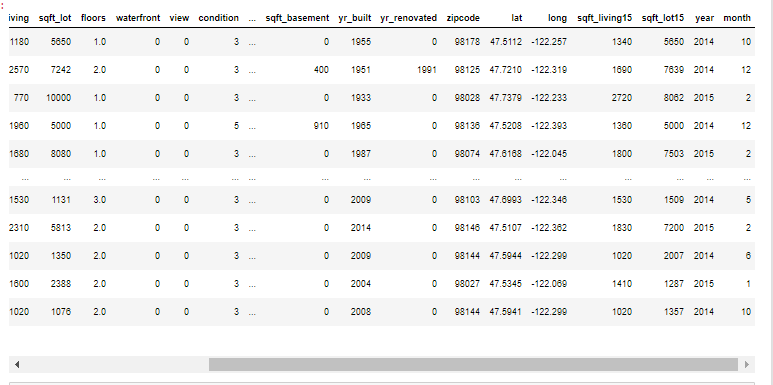 :
iving sqft_lot floors waterfront view condition ... sqft_basement yr_built yr_renovated zipcode lat long sqft_living15 sqft_lot15 year month
1180 5650 1.0 0 0 3 ... 0 1955 0 98178 47.5112 -122.257 1340 5650 2014 10
2570 7242 2.0 0 0 3 ... 400 1951 1991 98125 47.7210 -122.319 1690 7639 2014 12
770 10000 1.0 0 0 3 ... 0 1933 0 98028 47.7379 -122.233 2720 8062 2015 2
1960 5000 1.0 0 0 5 ... 910 1965 0 98136 47.5208 -122.393 1360 5000 2014 12
1680 8080 1.0 0 0 3 ... 0 1987 0 98074 47.6168 -122.045 1800 7503 2015 2
... ... ... ... ... ... ... ... ... ... ... ... ... ... ... ... ...
1530 1131 3.0 0 0 3 ... 0 2009 0 98103 47.6993 -122.346 1530 1509 2014 5
2310 5813 2.0 0 0 3 ... 0 2014 0 98146 47.5107 -122.362 1830 7200 2015 2
1020 1350 2.0 0 0 3 ... 0 2009 0 98144 47.5944 -122.299 1020 2007 2014 6
1600 2388 2.0 0 0 3 ... 0 2004 0 98027 47.5345 -122.069 1410 1287 2015 1
1020 1076 2.0 0 0 3 ... 0 2008 0 98144 47.5941 -122.299 1020 1357 2014 10